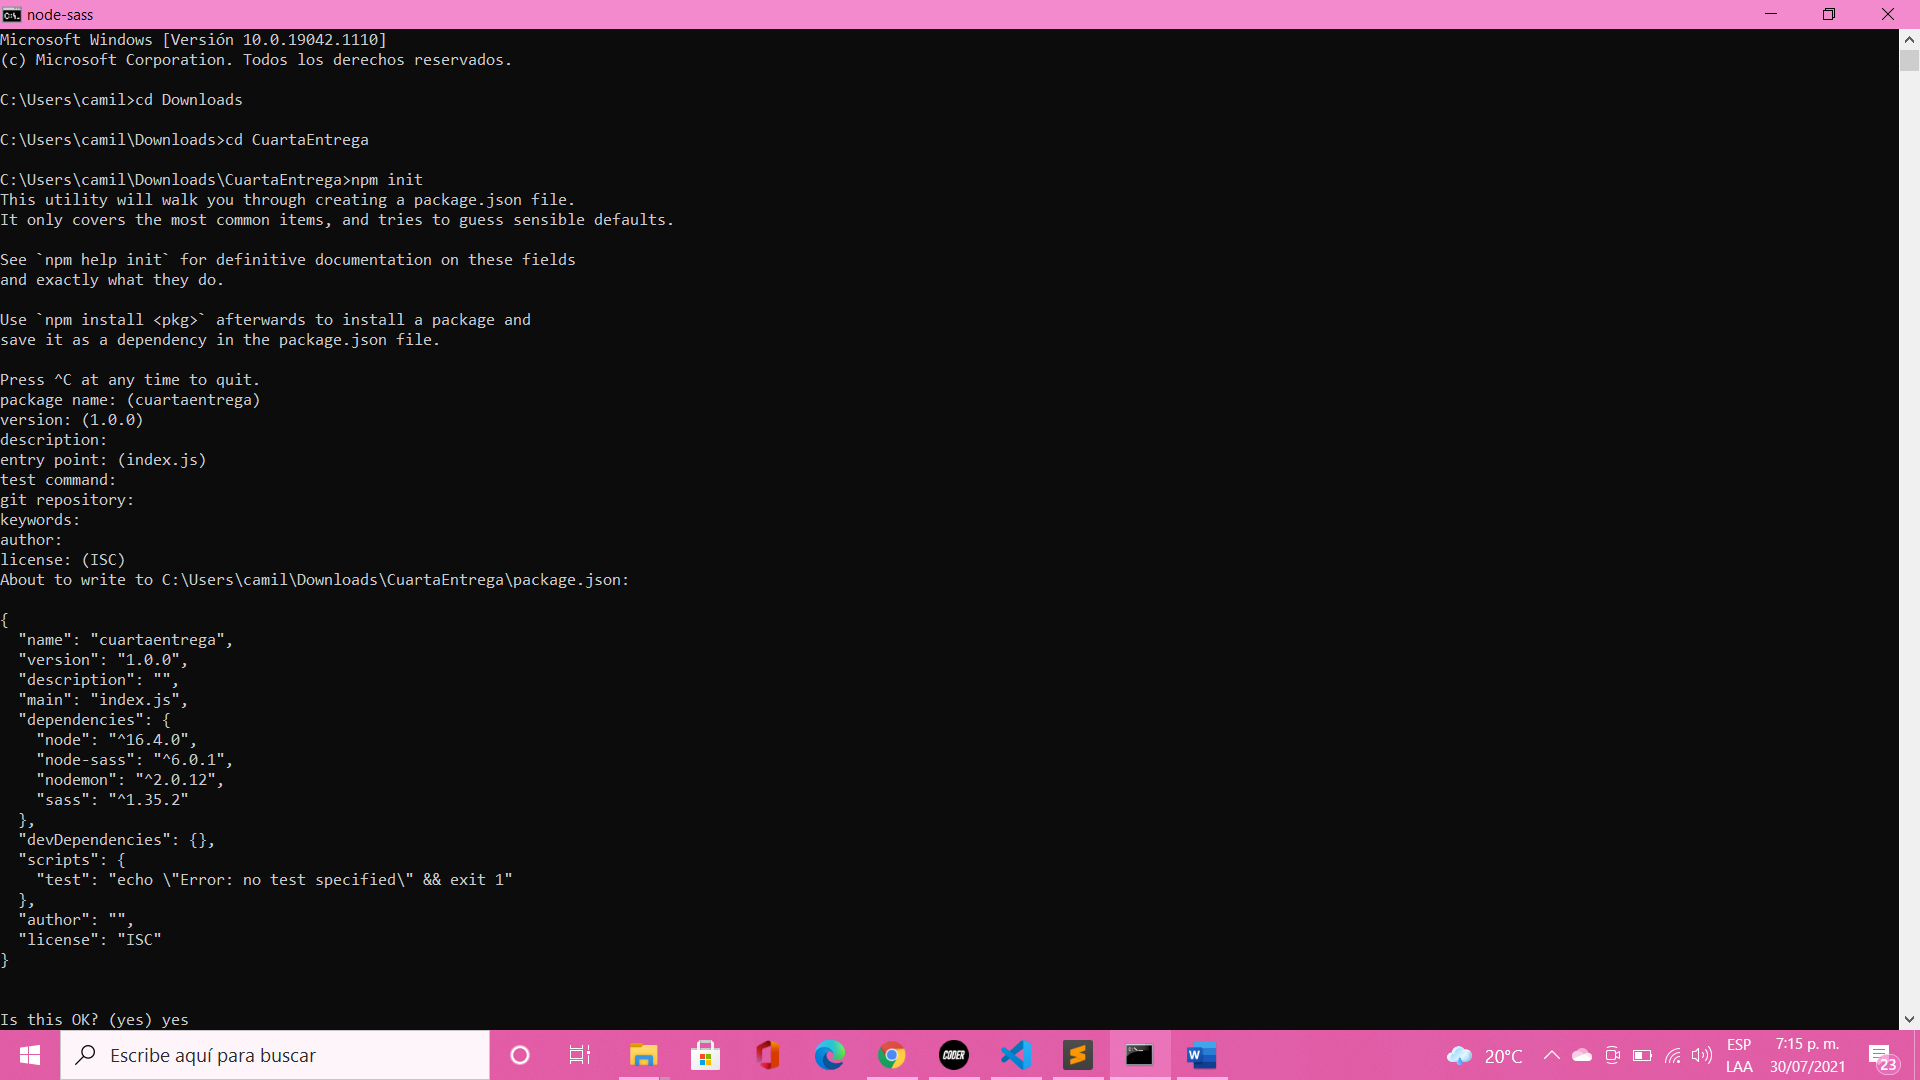 node-sass
Microsoft Windows [Versión 10.0.19042.1110]
(c) Microsoft Corporation. Todos los derechos reservados.
C:\Users\camil>cd Downloads
C:\Users\camil\Downloads>cd CuartaEntrega
C:\Users\camil\Downloads\CuartaEntrega>npm init
This utility will walk you through creating a package.json file.
It only covers the most common items, and tries to guess sensible defaults.
See `npm help init` for definitive documentation on these fields
and exactly what they do.
Use `npm install <pkg>` afterwards to install a package and
save it as a dependency in the package.json file.
Press ^C at any time to quit.
package name: (cuartaentrega)
version: (1.0.0)
description:
entry point: (index.js)
test command:
git repository:
keywords:
author:
license: (ISC)
About to write to C:\Users\camil\Downloads\CuartaEntrega\package.json:
{
  "name": "cuartaentrega",
  "version": "1.0.0",
  "description": "",
  "main": "index.js",
  "dependencies": {
    "node": "^16.4.0",
    "node-sass": "^6.0.1",
    "nodemon": "^2.0.12",
    "sass": "^1.35.2"
  },
  "devDependencies": {},
  "scripts": {
    "test": "echo \"Error: no test specified\" && exit 1"
  },
  "author": "",
  "license": "ISC"
}
Is this OK? (yes) yes
Escribe aquí para buscar
CODER
20°C
ESP
LAA
7:15 p. m.
30/07/2021
23